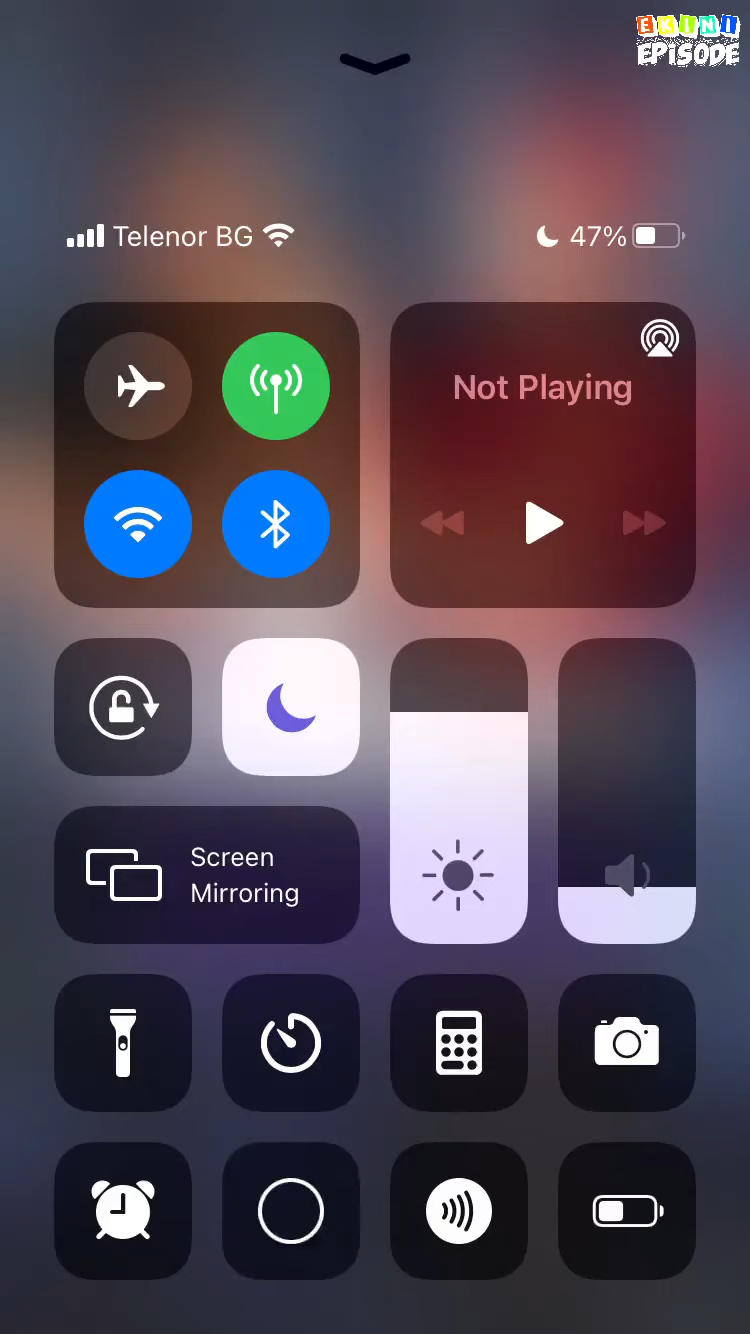 EKINI
EPISODE
Telenor BG
47%
Not Playing
Screen
Mirroring